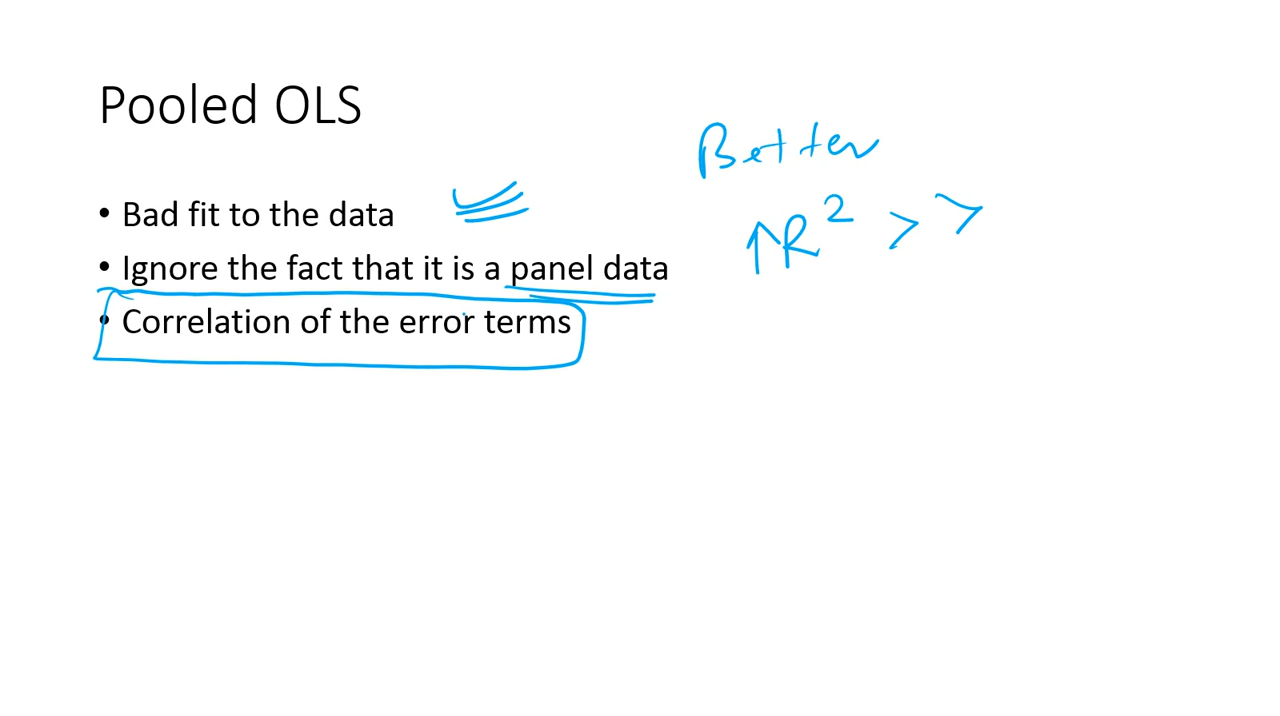 Pooled OLS
Better
• Bad fit to the data
↑R² > >
• Ignore the fact that it is a panel data
• Correlation of the error terms